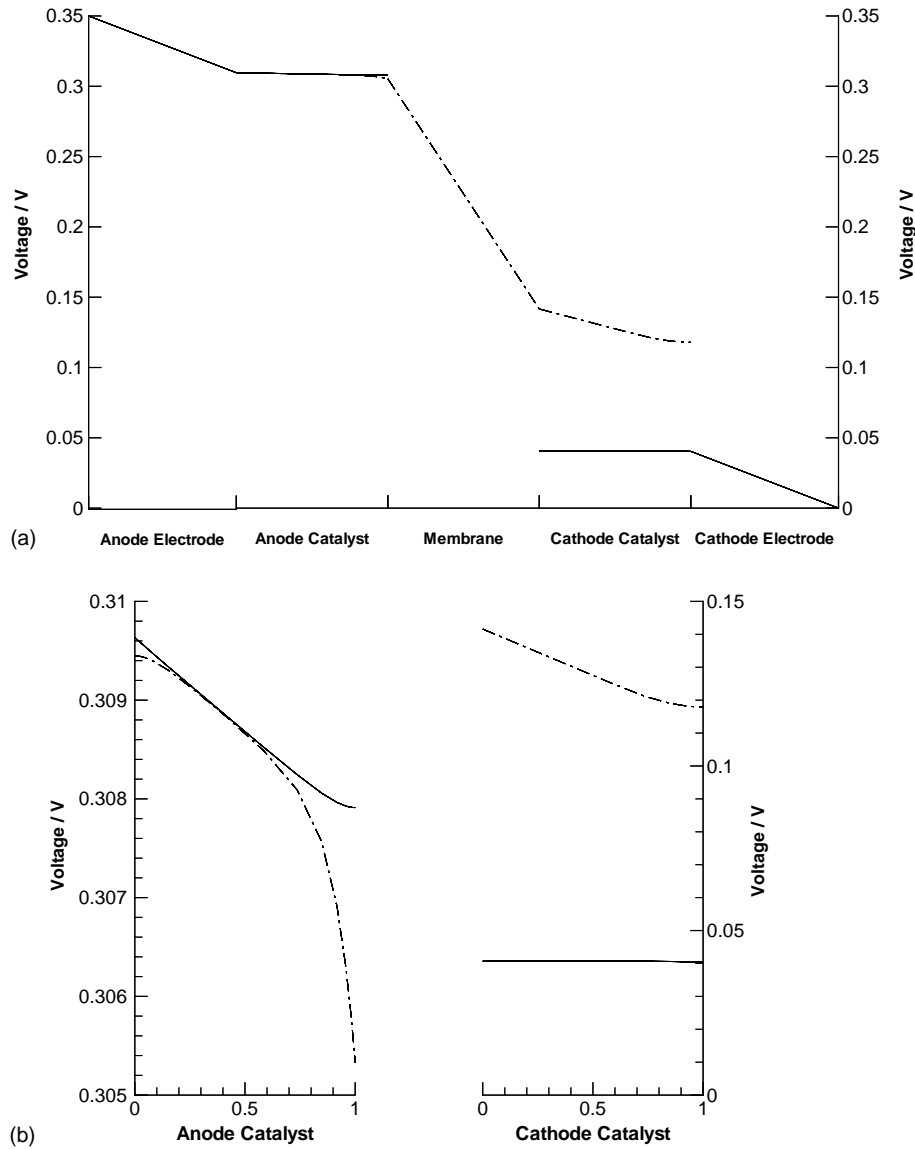 0.35
0.3
0.25
0.2
0.15
0.1
0.05
0
Voltage / V
0.35
0.3
0.25
0.2
0.15
0.1
0.05
0
Voltage / V
(a)
Anode Electrode
Anode Catalyst
Membrane
Cathode Catalyst
Cathode Electrode
0.31
0.309
0.308
0.307
0.306
0.305
Voltage / V
0
0.5
1
Anode Catalyst
0.15
0.1
0.05
0
Voltage / V
0
0.5
1
Cathode Catalyst
(b)